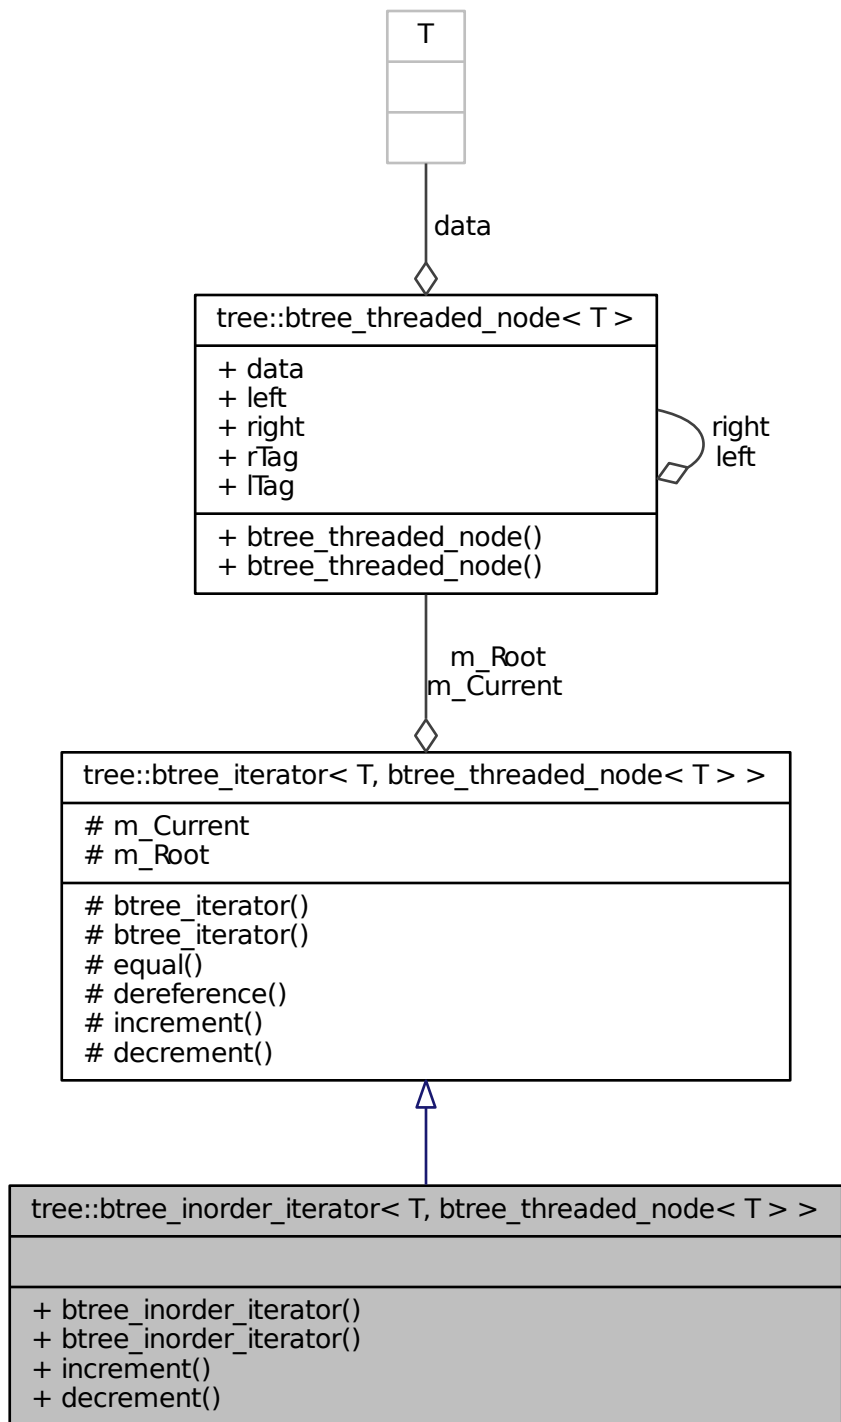 T
data
tree::btree_threaded_node< T >
+ data
+ left
+ right
+ rTag
+ lTag
right
left
+ btree_threaded_node()
+ btree_threaded_node()
m_Root
m_Current
tree::btree_iterator< T, btree_threaded_node< T > >
# m_Current
# m_Root
# btree_iterator()
# btree_iterator()
# equal()
# dereference()
# increment()
# decrement()
tree::btree_inorder_iterator< T, btree_threaded_node< T > >
+ btree_inorder_iterator()
+ btree_inorder_iterator()
+ increment()
+ decrement()